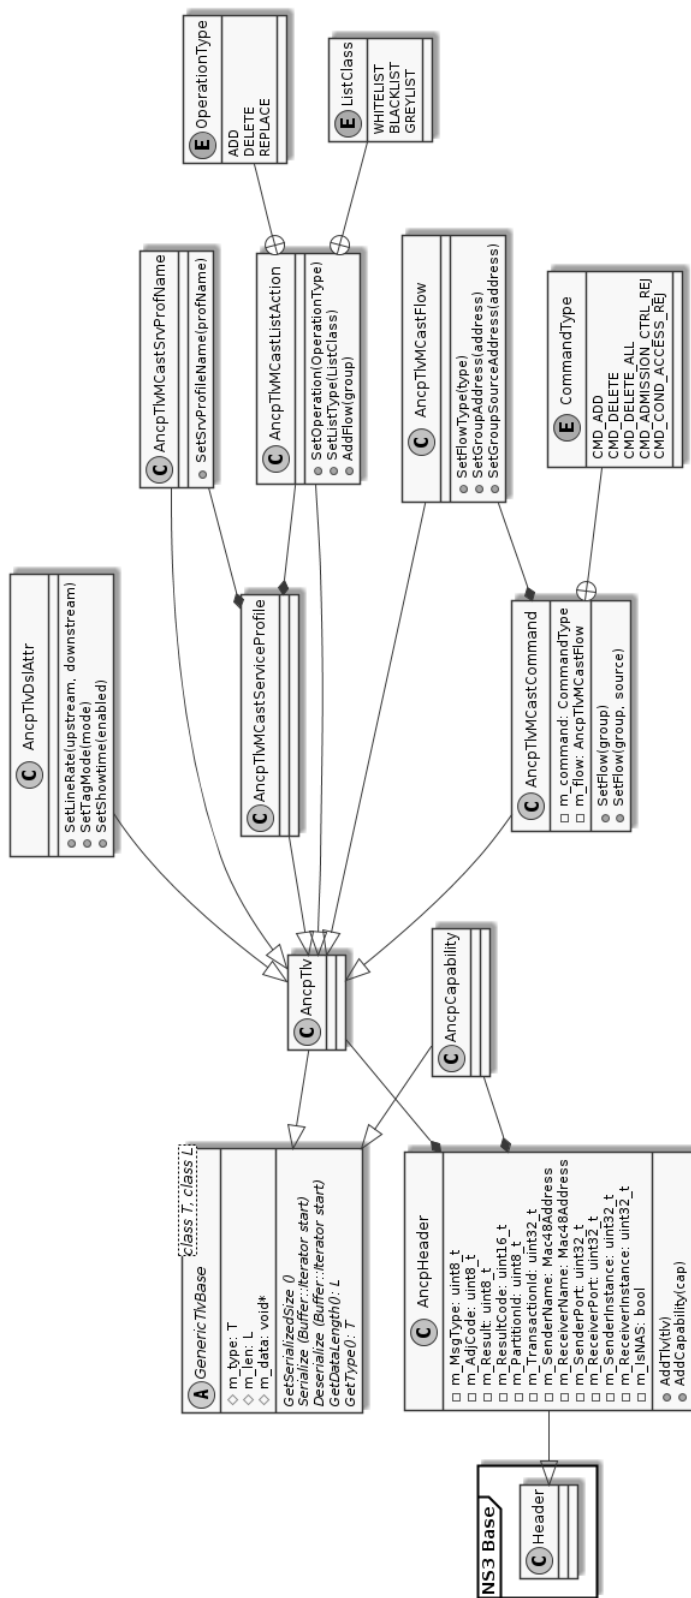 E OperationType
ADD
DELETE
REPLACE
E ListClass
WHITELIST
BLACKLIST
GREYLIST
C AncpTlvMCastSrvProfName
SetSrvProfileName(profName)
C AncpTlvMCastListAction
SetOperation(OperationType)
SetListType(ListClass)
AddFlow(group)
C AncpTlvMCastFlow
SetFlowType(type)
SetGroupAddress(address)
SetGroupSourceAddress(address)
E CommandType
CMD_ADD
CMD_DELETE
CMD_DELETE_ALL
CMD_ADMISSION_CTRL_REJ
CMD_COND_ACCESS_REJ
C AncpTlvDslAttr
SetLineRate(upstream, downstream)
SetTagMode(mode)
SetShowtime(enabled)
C AncpTlvMCastServiceProfile
C AncpTlvMCastCommand
m_command: CommandType
m_flow: AncpTlvMCastFlow
SetFlow(group)
SetFlow(group, source)
C AncpTlv
C AncpCapability
class T, class L
A GenericTlvBase
m_type: T
m_len: L
m_data: void*
GetSerializedSize ()
Serialize (Buffer::Iterator start)
Deserialize (Buffer::Iterator start)
GetDataLength(): L
GetType(): T
C AncpHeader
m_MsgType: uint8_t
m_AdjCode: uint8_t
m_Result: uint8_t
m_ResultCode: uint16_t
m_PartitionId: uint8_t
m_TransactionId: uint32_t
m_SenderName: Mac48Address
m_ReceiverName: Mac48Address
m_SenderPort: uint32_t
m_ReceiverPort: uint32_t
m_SenderInstance: uint32_t
m_ReceiverInstance: uint32_t
m_IsNAS: bool
AddTlv(tlv)
AddCapability(cap)
NS3 Base
C Header